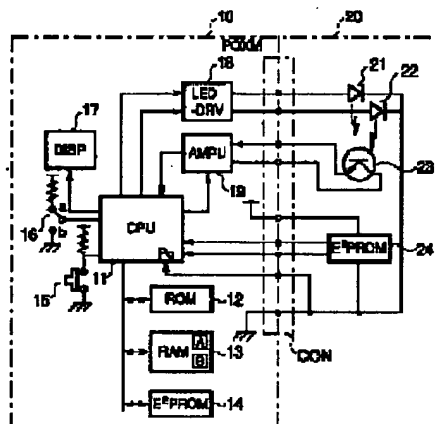 10
20
POXM
18
21
22
LED
-DRV
17
DISP
AMPU
23
19
a
16
b
CPU
Pg
E²PROM
24
15
11
ROM
12
RAM
A
B
13
CON
E²PROM
14